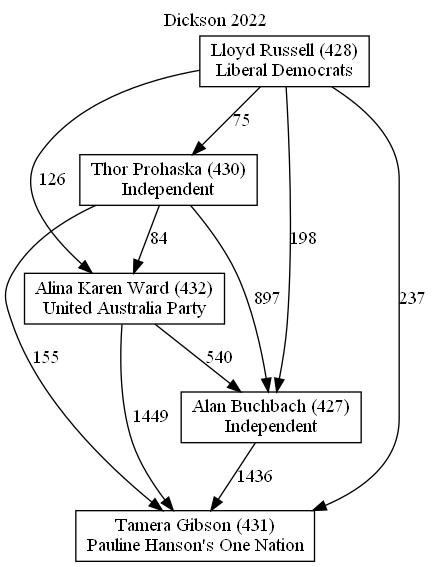 Dickson 2022
Lloyd Russell (428)
Liberal Democrats
75
Thor Prohaska (430)
Independent
126
84
198
Alina Karen Ward (432)
United Australia Party
897
237
155
540
Alan Buchbach (427)
Independent
1449
1436
Tamera Gibson (431)
Pauline Hanson's One Nation